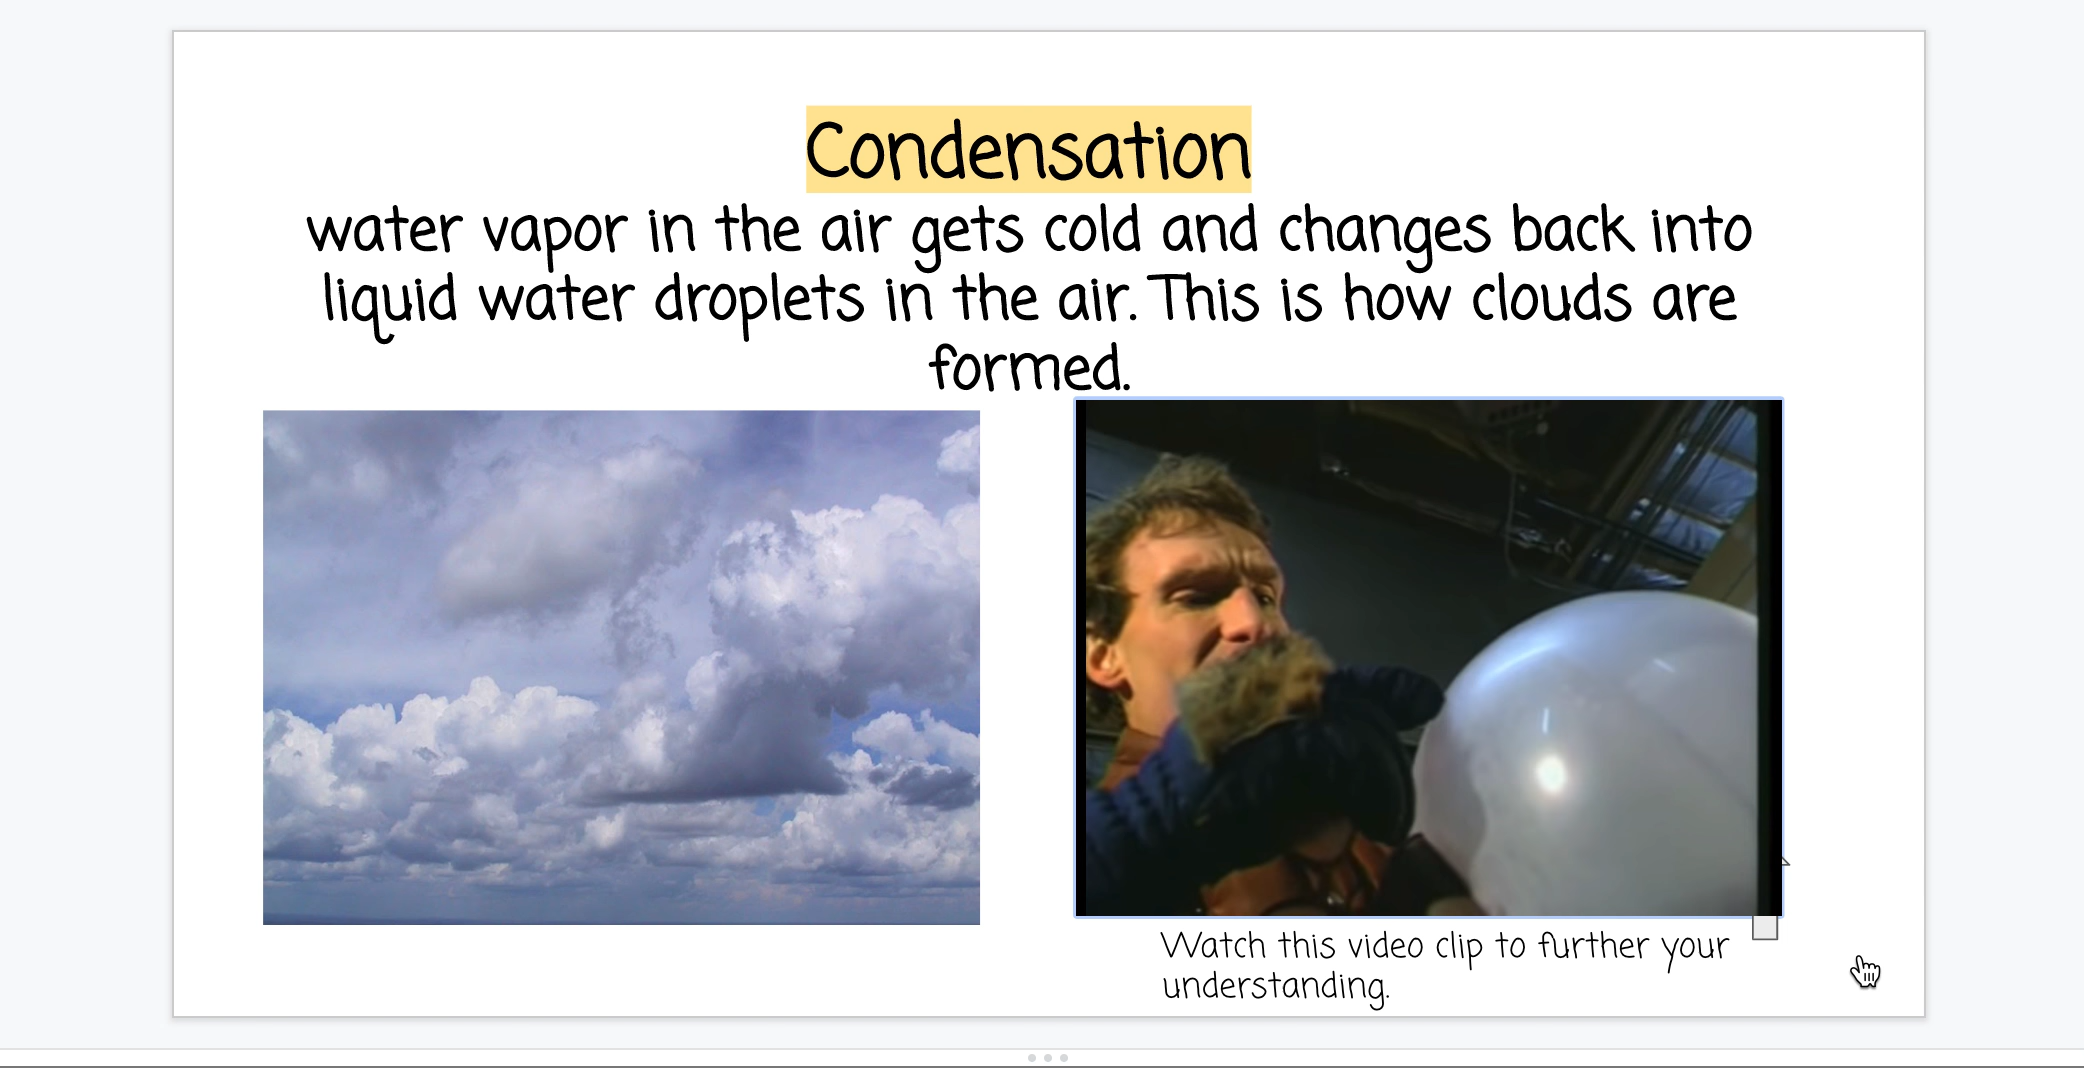 Condensation
water vapor in the air gets cold and changes back into
liquid water droplets in the air. This is how clouds are
formed.
Watch this video clip to further your
understanding.